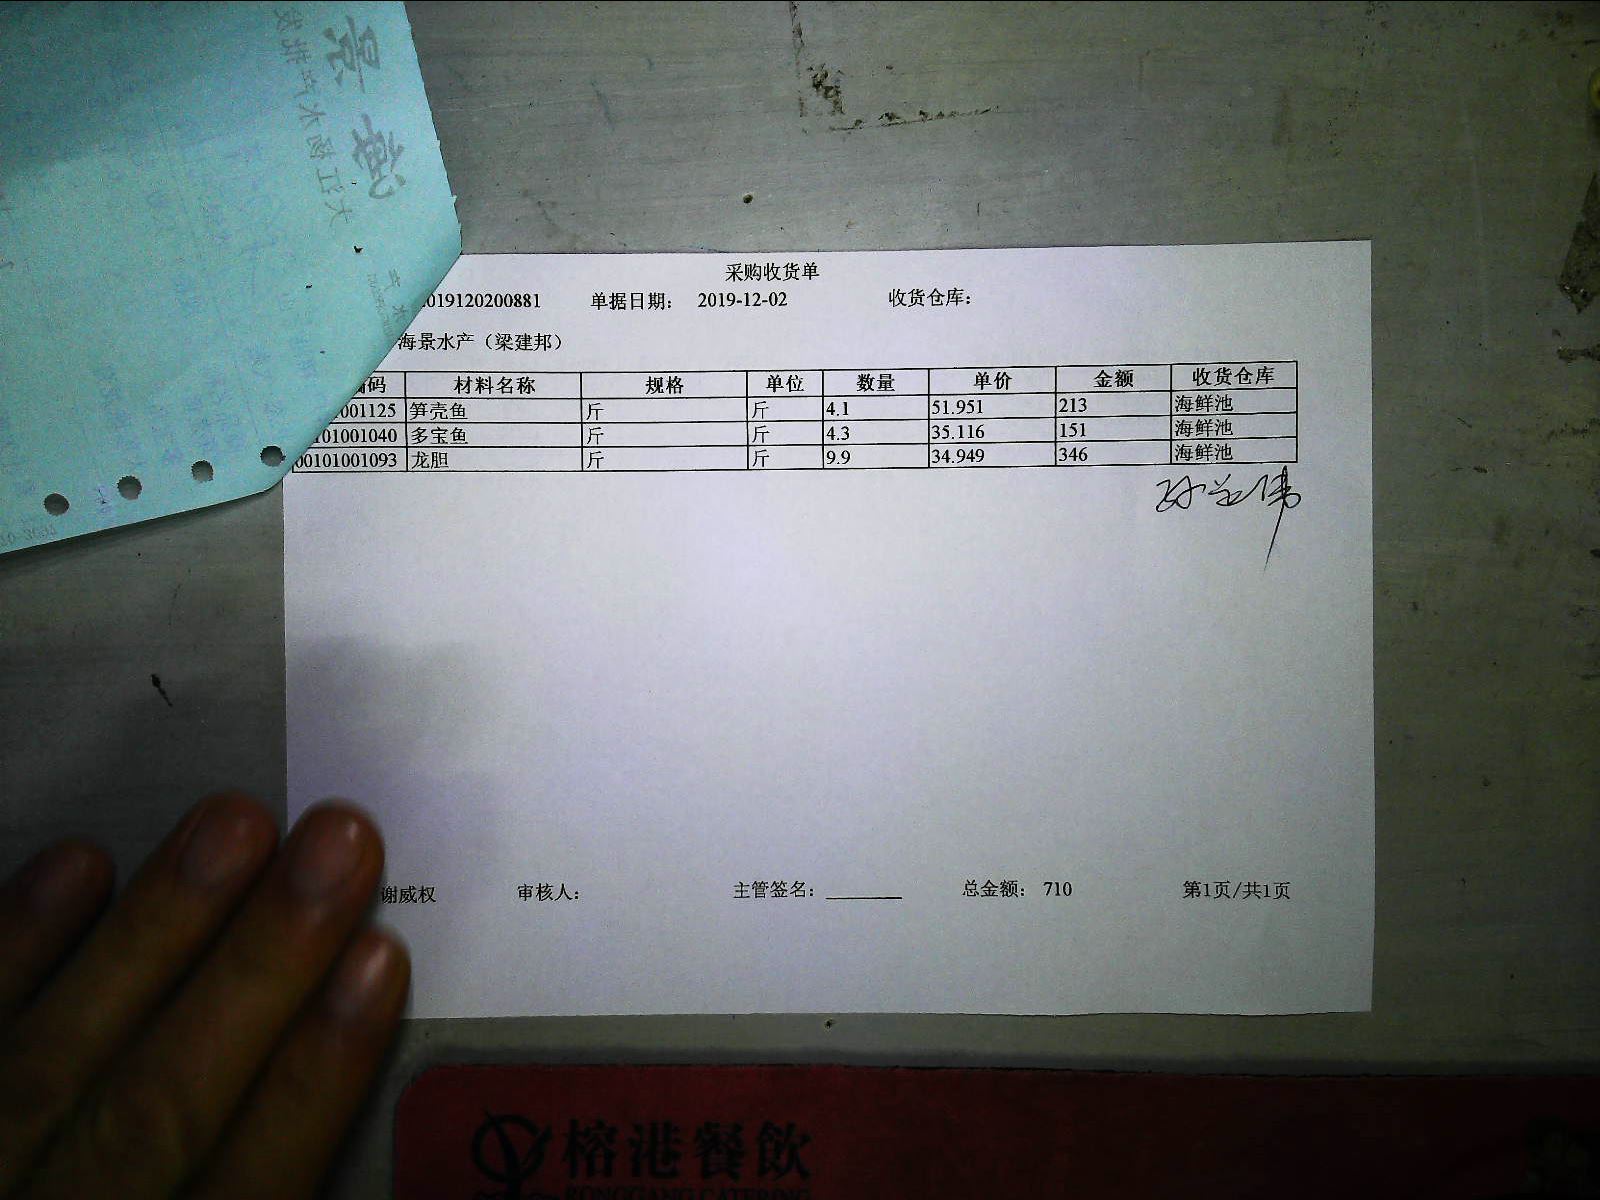 采购收货单
019120200881 单据日期: 2019-12-02 收货仓库:
海景水产（梁建邦）
编码 材料名称 规格 单位 数量 单价 金额 收货仓库
001125 笋壳鱼 斤 斤 4.1 51.951 213 海鲜池
0101001040 多宝鱼 斤 斤 4.3 35.116 151 海鲜池
00101001093 龙胆 斤 斤 9.9 34.949 346 海鲜池
谢威权 审核人: 主管签名: 总金额: 710 第1页/共1页
榕港餐飲
RONGGANG CATERING